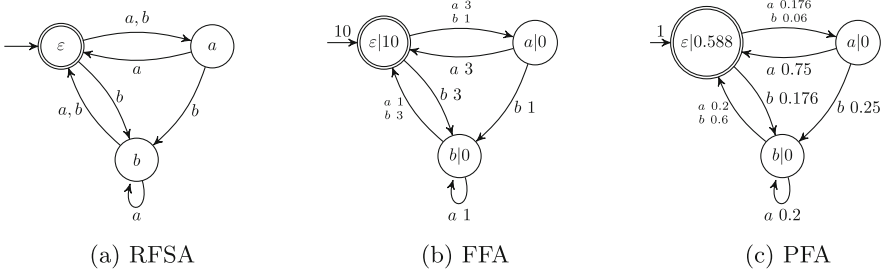 ε
a, b
a
a
b
b
a, b
b
a
(a) RFSA
10
ε|10
a 3
b 1
a|0
a 3
b 3
b 1
a 1
b 3
b|0
a 1
(b) FFA
1
ε|0.588
a 0.176
b 0.06
a|0
a 0.75
b 0.176
b 0.25
a 0.2
b 0.6
b|0
a 0.2
(c) PFA